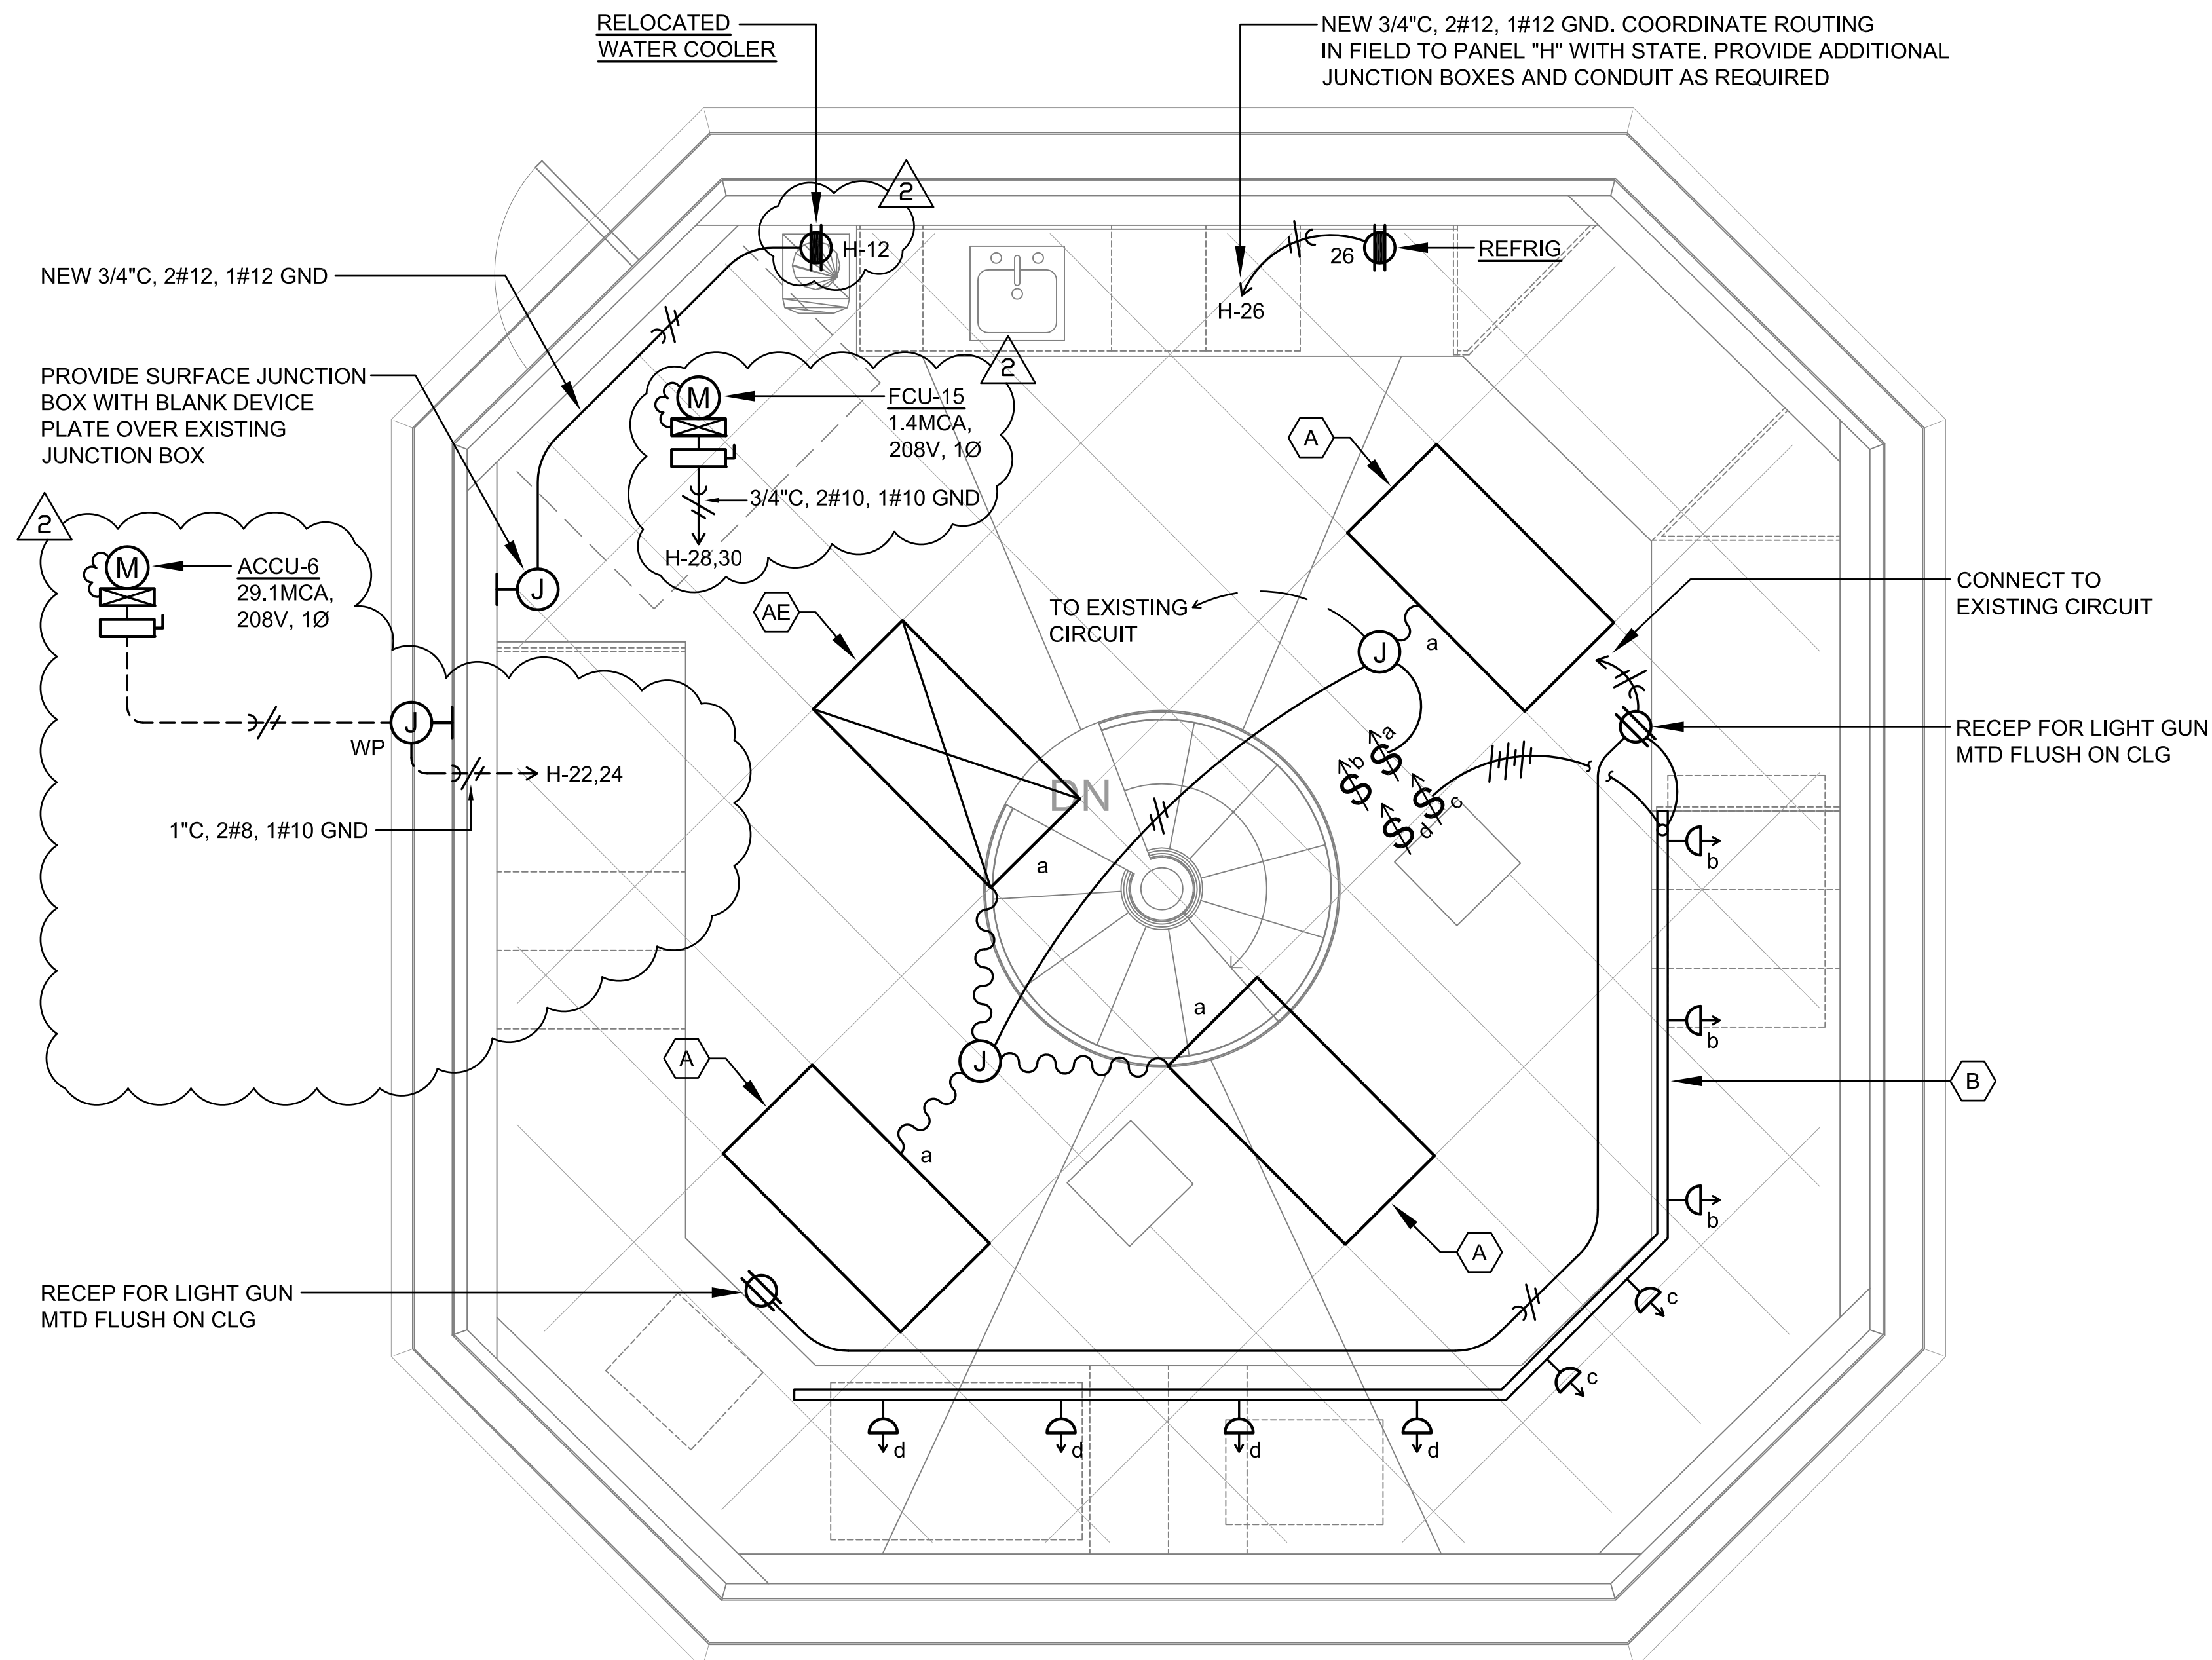 RELOCATED
WATER COOLER
NEW 3/4"C, 2#12, 1#12 GND. COORDINATE ROUTING
IN FIELD TO PANEL "H" WITH STATE. PROVIDE ADDITIONAL
JUNCTION BOXES AND CONDUIT AS REQUIRED
2
H-12
26
REFRIG
H-26
NEW 3/4"C, 2#12, 1#12 GND
PROVIDE SURFACE JUNCTION
BOX WITH BLANK DEVICE
PLATE OVER EXISTING
JUNCTION BOX
2
M
FCU-15
1.4MCA,
208V, 1Ø
3/4"C, 2#10, 1#10 GND
H-28,30
A
2
M
ACCU-6
29.1MCA,
208V, 1Ø
J
J
WP
H-22,24
1"C, 2#8, 1#10 GND
AE
TO EXISTING
CIRCUIT
J
a
CONNECT TO
EXISTING CIRCUIT
RECEP FOR LIGHT GUN
MTD FLUSH ON CLG
$ a
$ b
$ c
$ d
DN
a
a
b
b
b
B
J
A
a
A
RECEP FOR LIGHT GUN
MTD FLUSH ON CLG
c
c
d
d
d
d